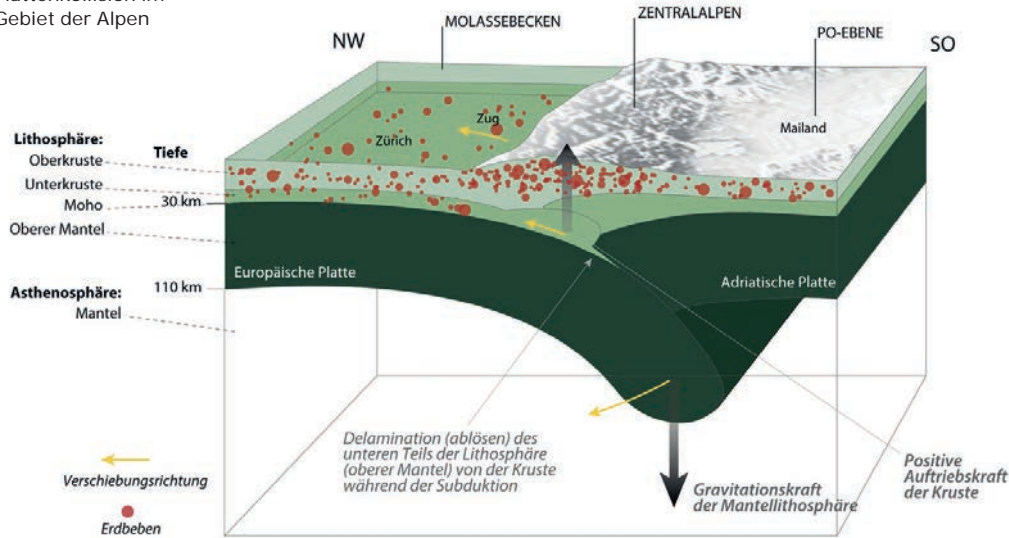 Gebiet der Alpen
MOLASSEBECKEN
ZENTRALALPEN
PO-EBENE
NW
SO
Zug
Zürich
Mailand
Lithosphäre:
Tiefe
Oberkruste
Unterkruste
Moho
30 km
Oberer Mantel
Europäische Platte
Adriatische Platte
Asthenosphäre:
110 km
Mantel
Delamination (ablösen) des
unteren Teils der Lithosphäre
(oberer Mantel) von der Kruste
während der Subduktion
Positive
Auftriebskraft
der Kruste
Gravitationskraft
der Mantellithosphäre
Verschiebungsrichtung
Erdbeben